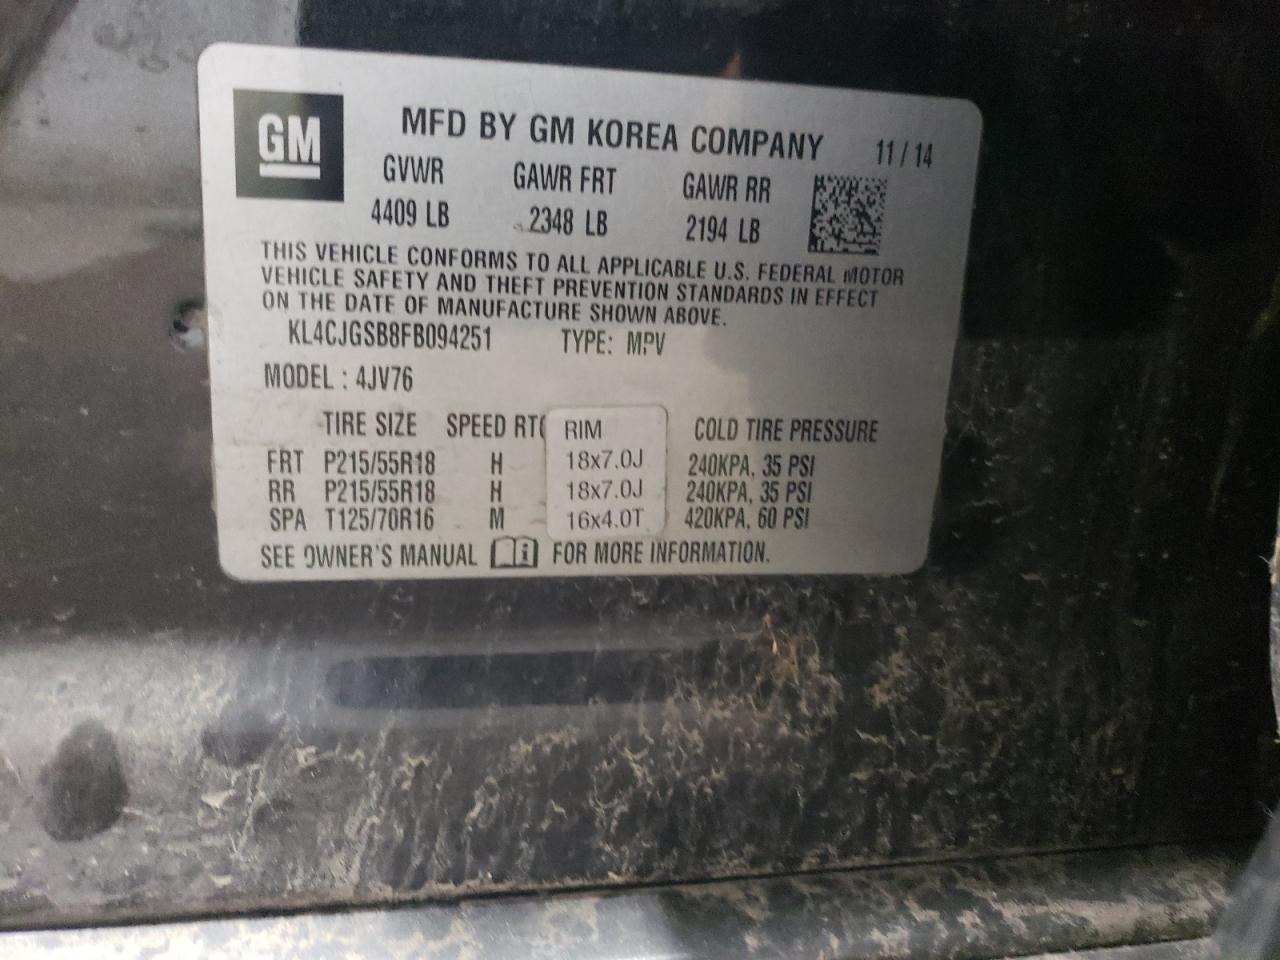 GM
MFD BY GM KOREA COMPANY 11 / 14
GVWR GAWR FRT GAWR RR
4409 LB 2348 LB 2194 LB
THIS VEHICLE CONFORMS TO ALL APPLICABLE U.S. FEDERAL MOTOR
VEHICLE SAFETY AND THEFT PREVENTION STANDARDS IN EFFECT
ON THE DATE OF MANUFACTURE SHOWN ABOVE.
KL4CJGSB8FB094251 TYPE: MPV
MODEL : 4JV76
TIRE SIZE SPEED RTG RIM COLD TIRE PRESSURE
FRT P215/55R18 H 18x7.0J 240KPA, 35 PSI
RR P215/55R18 H 18x7.0J 240KPA, 35 PSI
SPA T125/70R16 M 16x4.0T 420KPA, 60 PSI
SEE OWNER'S MANUAL FOR MORE INFORMATION.